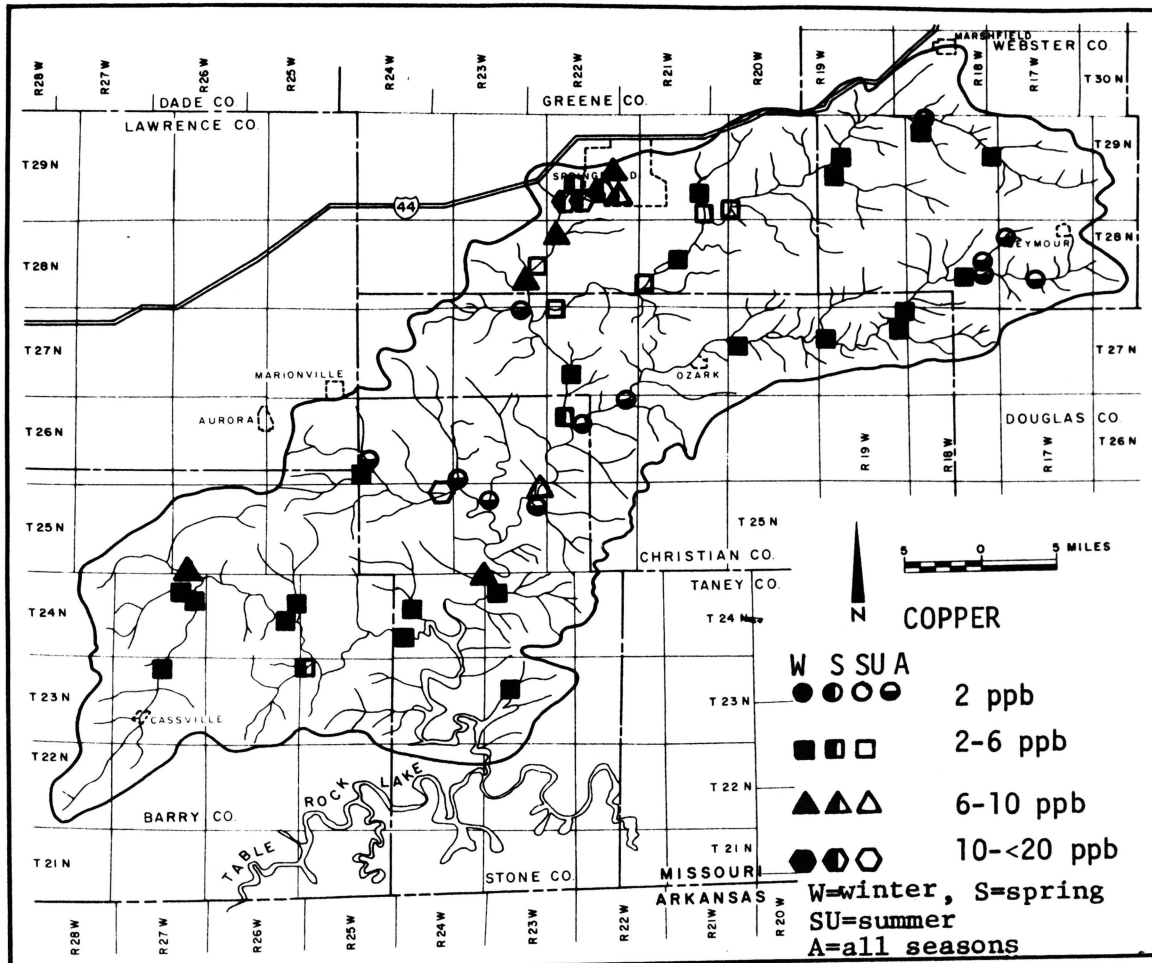 MARSHFIELD
WEBSTER CO.
R28W R27W R26W R25W R24W R23W R22W R21W R20W R19W R18W R17W
T30N
DADE CO
GREENE CO.
LAWRENCE CO.
T29N
T29N
SPRINGFIELD
44
T28N
T28N
SEYMOUR
T27N
T27N
MARIONVILLE
OZARK
AURORA
DOUGLAS CO.
T26N
T26N
R19W R18W R17W
T25N
T25N
CHRISTIAN CO.
5 0 5 MILES
TANEY CO.
T24N
T24N
N
COPPER
W S SU A
2 ppb
T23N
T23N
CASSVILLE
2-6 ppb
T22N
T22N
TABLE ROCK LAKE
6-10 ppb
BARRY CO.
T21N
T21N
10-<20 ppb
STONE CO.
MISSOURI
ARKANSAS
W=winter, S=spring
SU=summer
A=all seasons
R28W R27W R26W R25W R24W R23W R22W R21W R20W